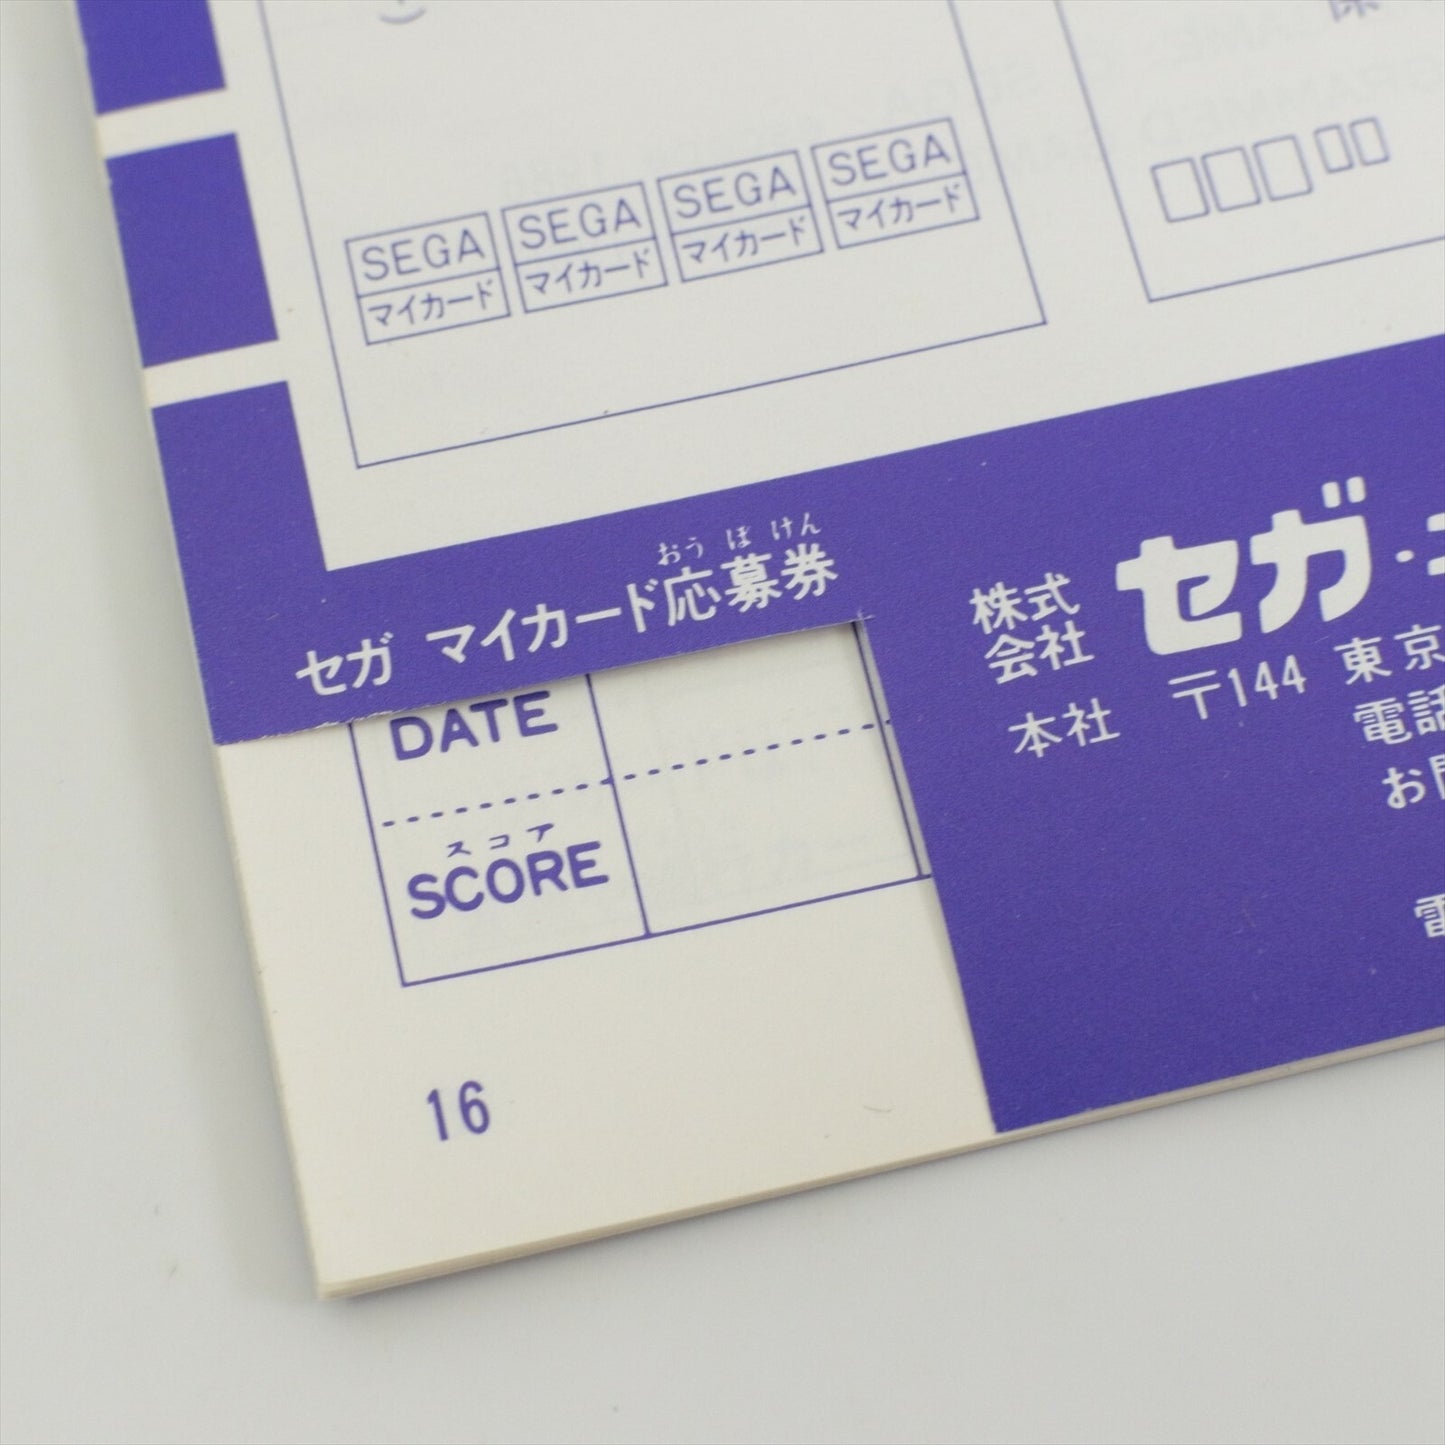 SEGA SEGA SEGA SEGA
マイカード マイカード マイカード マイカード
おうぼけん
セガ マイカード応募券
株式会社 セガ・
本社 〒144 東京
電話
お問
電
DATE
スコア
SCORE
16